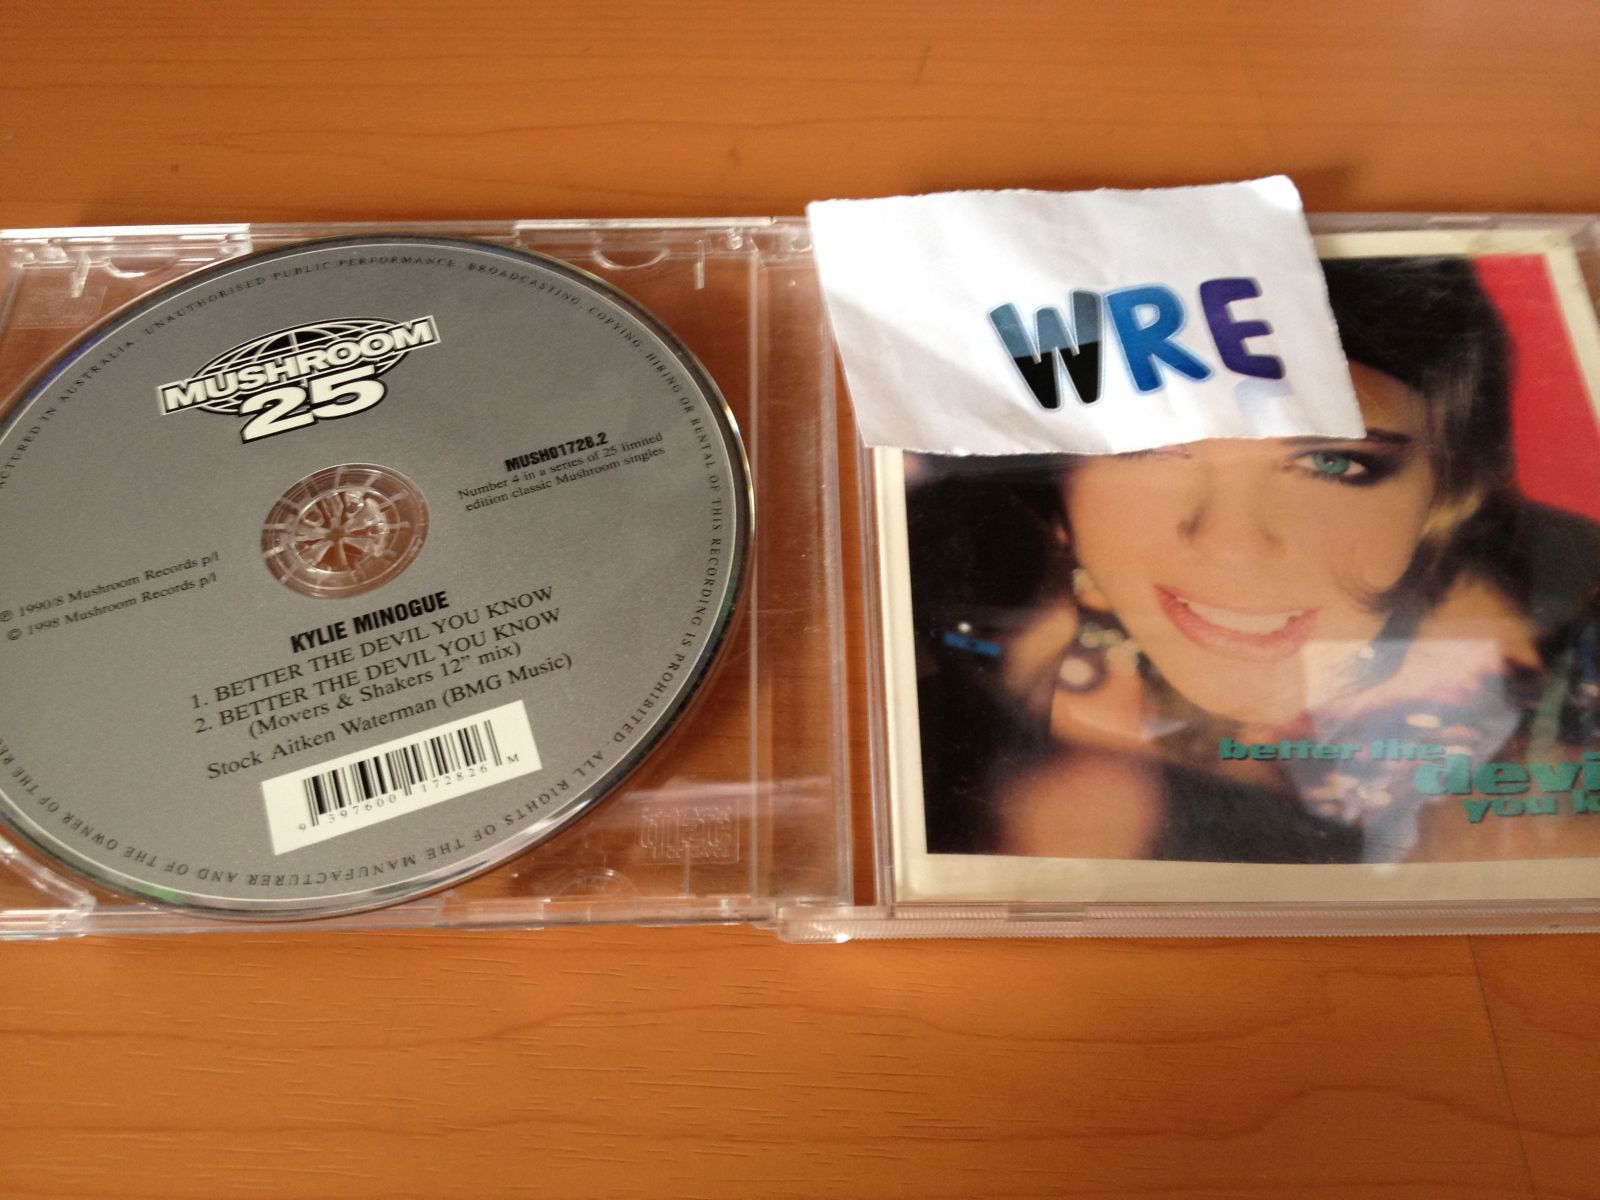 MUSHROOM
25
MUSH01728.2
Number 4 in a series of 25 limited
edition classic Mushroom singles
℗ 1990/8 Mushroom Records p/l
© 1998 Mushroom Records p/l
KYLIE MINOGUE
1. BETTER THE DEVIL YOU KNOW
2. BETTER THE DEVIL YOU KNOW
(Movers & Shakers 12" mix)
Stock Aitken Waterman (BMG Music)
9 397600 172826 M
UNAUTHORISED PUBLIC PERFORMANCE. BROADCASTING. COPYING. HIRING OR RENTAL OF THIS RECORDING IS PROHIBITED. ALL RIGHTS OF THE MANUFACTURER AND OF THE OWNER OF THE
IN AUSTRALIA.
WRE
better the
devi
you k